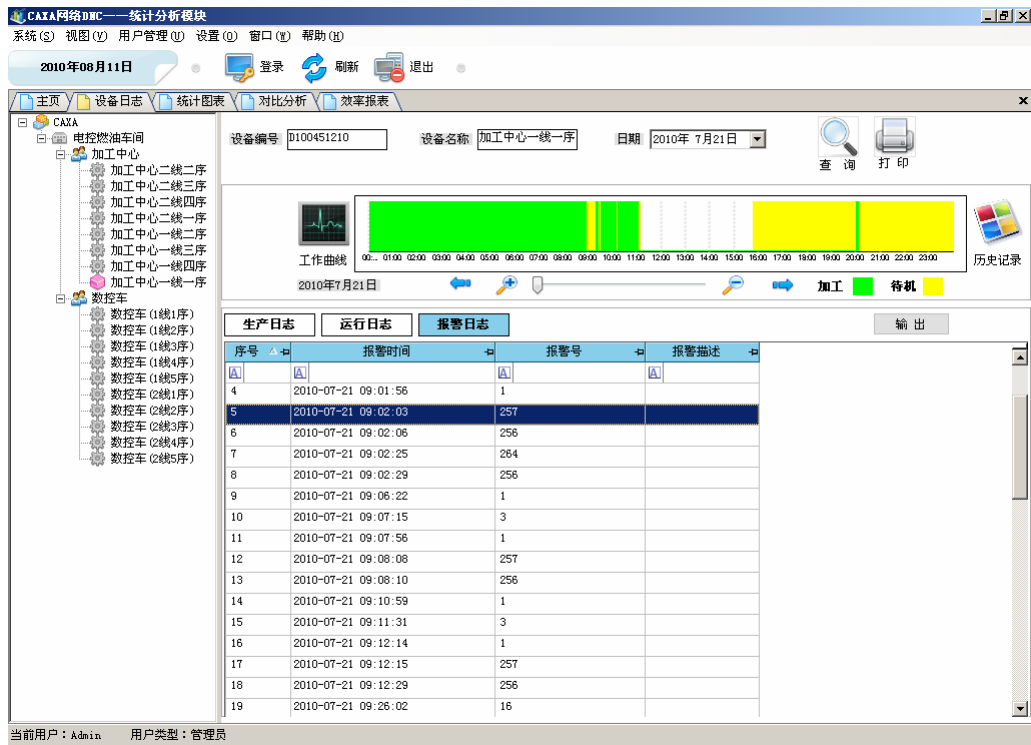 CAXA网络DNC——统计分析模块
系统(S) 视图(V) 用户管理(U) 设置(O) 窗口(W) 帮助(H)
2010年08月11日 登录 刷新 退出
主页 设备日志 统计图表 对比分析 效率报表
CAXA
电控燃油车间
加工中心
加工中心二线二序
加工中心二线三序
加工中心二线四序
加工中心二线一序
加工中心一线二序
加工中心一线三序
加工中心一线四序
加工中心一线一序
数控车
数控车(1线1序)
数控车(1线2序)
数控车(1线3序)
数控车(1线4序)
数控车(1线5序)
数控车(2线1序)
数控车(2线2序)
数控车(2线3序)
数控车(2线4序)
数控车(2线5序)
设备编号 D100451210 设备名称 加工中心一线一序 日期 2010年 7月21日
查 询 打 印
工作曲线 00:.. 01:00 02:00 03:00 04:00 05:00 06:00 07:00 08:00 09:00 10:00 11:00 12:00 13:00 14:00 15:00 16:00 17:00 18:00 19:00 20:00 21:00 22:00 23:00 历史记录
2010年7月21日 加工 待机
生产日志 运行日志 报警日志 输 出
序号 报警时间 报警号 报警描述
A A A A
4 2010-07-21 09:01:56 1
5 2010-07-21 09:02:03 257
6 2010-07-21 09:02:06 256
7 2010-07-21 09:02:25 264
8 2010-07-21 09:02:29 256
9 2010-07-21 09:06:22 1
10 2010-07-21 09:07:15 3
11 2010-07-21 09:07:56 1
12 2010-07-21 09:08:08 257
13 2010-07-21 09:08:10 256
14 2010-07-21 09:10:59 1
15 2010-07-21 09:11:31 3
16 2010-07-21 09:12:14 1
17 2010-07-21 09:12:15 257
18 2010-07-21 09:12:29 256
19 2010-07-21 09:26:02 16
当前用户：Admin 用户类型：管理员